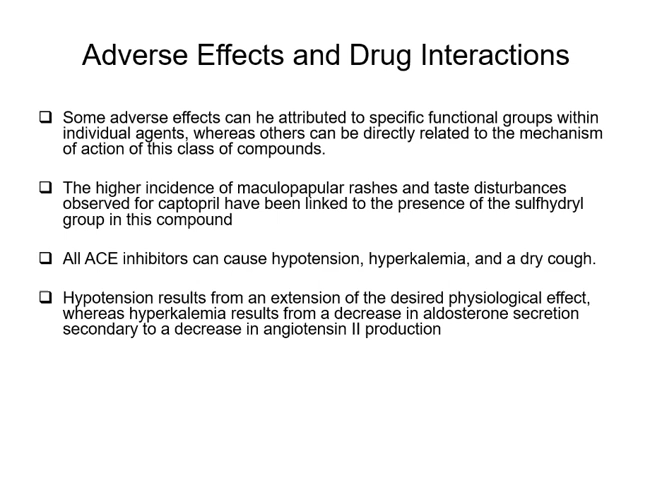 Adverse Effects and Drug Interactions
Some adverse effects can he attributed to specific functional groups within
individual agents, whereas others can be directly related to the mechanism
of action of this class of compounds.
The higher incidence of maculopapular rashes and taste disturbances
observed for captopril have been linked to the presence of the sulfhydryl
group in this compound
All ACE inhibitors can cause hypotension, hyperkalemia, and a dry cough.
Hypotension results from an extension of the desired physiological effect,
whereas hyperkalemia results from a decrease in aldosterone secretion
secondary to a decrease in angiotensin II production